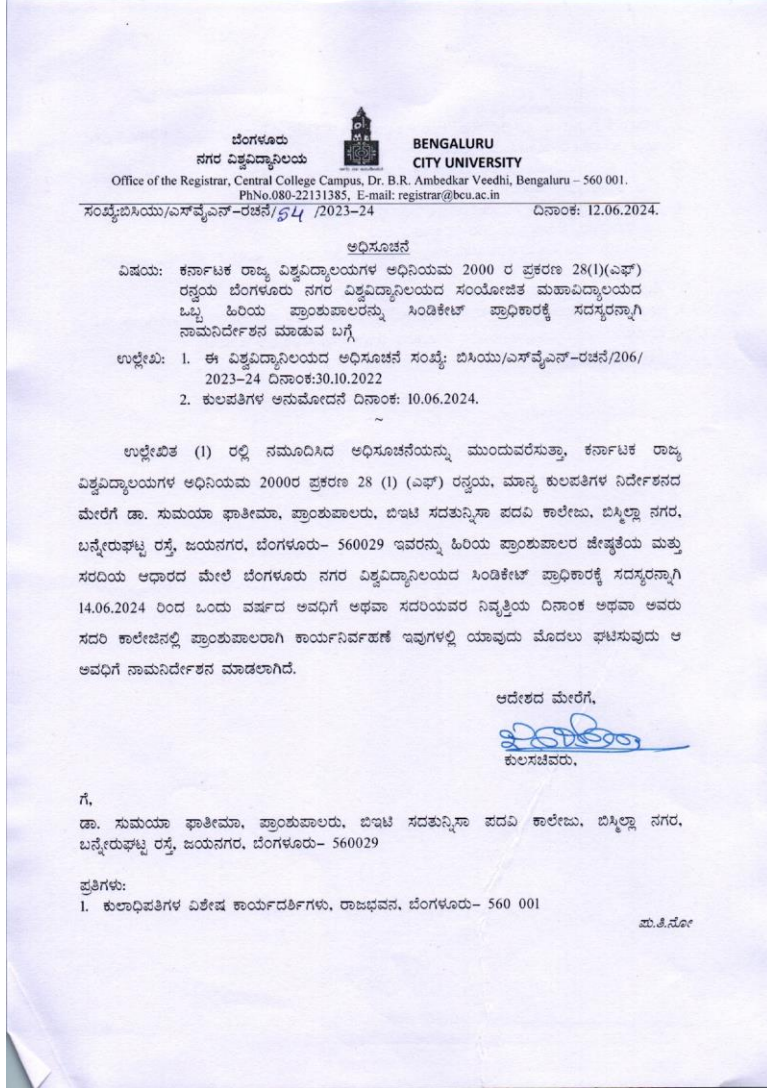 ಬೆಂಗಳೂರು
ನಗರ ವಿಶ್ವವಿದ್ಯಾನಿಲಯ
BENGALURU
CITY UNIVERSITY
Office of the Registrar, Central College Campus, Dr. B.R. Ambedkar Veedhi, Bengaluru – 560 001.
PhNo.080-22131385, E-mail: registrar@bcu.ac.in
ಸಂಖ್ಯೆ:ಬಿಸಿಯು/ಎಸ್‌ವೈಎನ್–ರಚನೆ/54 /2023–24 ದಿನಾಂಕ: 12.06.2024.
ಅಧಿಸೂಚನೆ
ವಿಷಯ: ಕರ್ನಾಟಕ ರಾಜ್ಯ ವಿಶ್ವವಿದ್ಯಾಲಯಗಳ ಅಧಿನಿಯಮ 2000 ರ ಪ್ರಕರಣ 28(1)(ಎಫ್)
ರನ್ವಯ ಬೆಂಗಳೂರು ನಗರ ವಿಶ್ವವಿದ್ಯಾನಿಲಯದ ಸಂಯೋಜಿತ ಮಹಾವಿದ್ಯಾಲಯದ
ಒಬ್ಬ ಹಿರಿಯ ಪ್ರಾಂಶುಪಾಲರನ್ನು ಸಿಂಡಿಕೇಟ್ ಪ್ರಾಧಿಕಾರಕ್ಕೆ ಸದಸ್ಯರನ್ನಾಗಿ
ನಾಮನಿರ್ದೇಶನ ಮಾಡುವ ಬಗ್ಗೆ
ಉಲ್ಲೇಖ: 1. ಈ ವಿಶ್ವವಿದ್ಯಾನಿಲಯದ ಅಧಿಸೂಚನೆ ಸಂಖ್ಯೆ: ಬಿಸಿಯು/ಎಸ್‌ವೈಎನ್–ರಚನೆ/206/
2023–24 ದಿನಾಂಕ:30.10.2022
2. ಕುಲಪತಿಗಳ ಅನುಮೋದನೆ ದಿನಾಂಕ: 10.06.2024.
~
ಉಲ್ಲೇಖಿತ (1) ರಲ್ಲಿ ನಮೂದಿಸಿದ ಅಧಿಸೂಚನೆಯನ್ನು ಮುಂದುವರೆಸುತ್ತಾ, ಕರ್ನಾಟಕ ರಾಜ್ಯ
ವಿಶ್ವವಿದ್ಯಾಲಯಗಳ ಅಧಿನಿಯಮ 2000ರ ಪ್ರಕರಣ 28 (1) (ಎಫ್) ರನ್ವಯ, ಮಾನ್ಯ ಕುಲಪತಿಗಳ ನಿರ್ದೇಶನದ
ಮೇರೆಗೆ ಡಾ. ಸುಮಯಾ ಫಾತೀಮಾ, ಪ್ರಾಂಶುಪಾಲರು, ಬಿಇಟಿ ಸದತುನ್ನಿಸಾ ಪದವಿ ಕಾಲೇಜು, ಬಿಸ್ಮಿಲ್ಲಾ ನಗರ,
ಬನ್ನೇರುಘಟ್ಟ ರಸ್ತೆ, ಜಯನಗರ, ಬೆಂಗಳೂರು– 560029 ಇವರನ್ನು ಹಿರಿಯ ಪ್ರಾಂಶುಪಾಲರ ಜೇಷ್ಠತೆಯ ಮತ್ತು
ಸರದಿಯ ಆಧಾರದ ಮೇಲೆ ಬೆಂಗಳೂರು ನಗರ ವಿಶ್ವವಿದ್ಯಾನಿಲಯದ ಸಿಂಡಿಕೇಟ್ ಪ್ರಾಧಿಕಾರಕ್ಕೆ ಸದಸ್ಯರನ್ನಾಗಿ
14.06.2024 ರಿಂದ ಒಂದು ವರ್ಷದ ಅವಧಿಗೆ ಅಥವಾ ಸದರಿಯವರ ನಿವೃತ್ತಿಯ ದಿನಾಂಕ ಅಥವಾ ಅವರು
ಸದರಿ ಕಾಲೇಜಿನಲ್ಲಿ ಪ್ರಾಂಶುಪಾಲರಾಗಿ ಕಾರ್ಯನಿರ್ವಹಣೆ ಇವುಗಳಲ್ಲಿ ಯಾವುದು ಮೊದಲು ಘಟಿಸುವುದು ಆ
ಅವಧಿಗೆ ನಾಮನಿರ್ದೇಶನ ಮಾಡಲಾಗಿದೆ.
ಆದೇಶದ ಮೇರೆಗೆ,
ಕುಲಸಚಿವರು,
ಗೆ,
ಡಾ. ಸುಮಯಾ ಫಾತೀಮಾ, ಪ್ರಾಂಶುಪಾಲರು, ಬಿಇಟಿ ಸದತುನ್ನಿಸಾ ಪದವಿ ಕಾಲೇಜು, ಬಿಸ್ಮಿಲ್ಲಾ ನಗರ,
ಬನ್ನೇರುಘಟ್ಟ ರಸ್ತೆ, ಜಯನಗರ, ಬೆಂಗಳೂರು– 560029
ಪ್ರತಿಗಳು:
1. ಕುಲಾಧಿಪತಿಗಳ ವಿಶೇಷ ಕಾರ್ಯದರ್ಶಿಗಳು, ರಾಜಭವನ, ಬೆಂಗಳೂರು– 560 001
ಪು.ತಿ.ನೋ